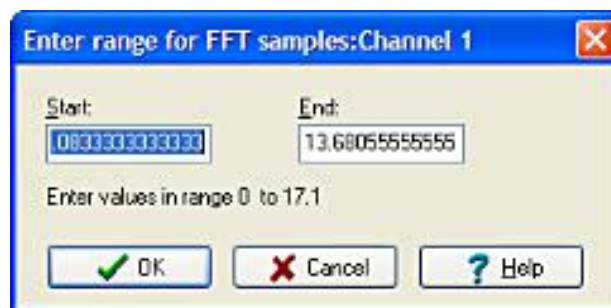 Enter range for FFT samples:Channel 1
Start: End:
.0833333333333 13.68055555555
Enter values in range 0 to 17.1
OK Cancel Help